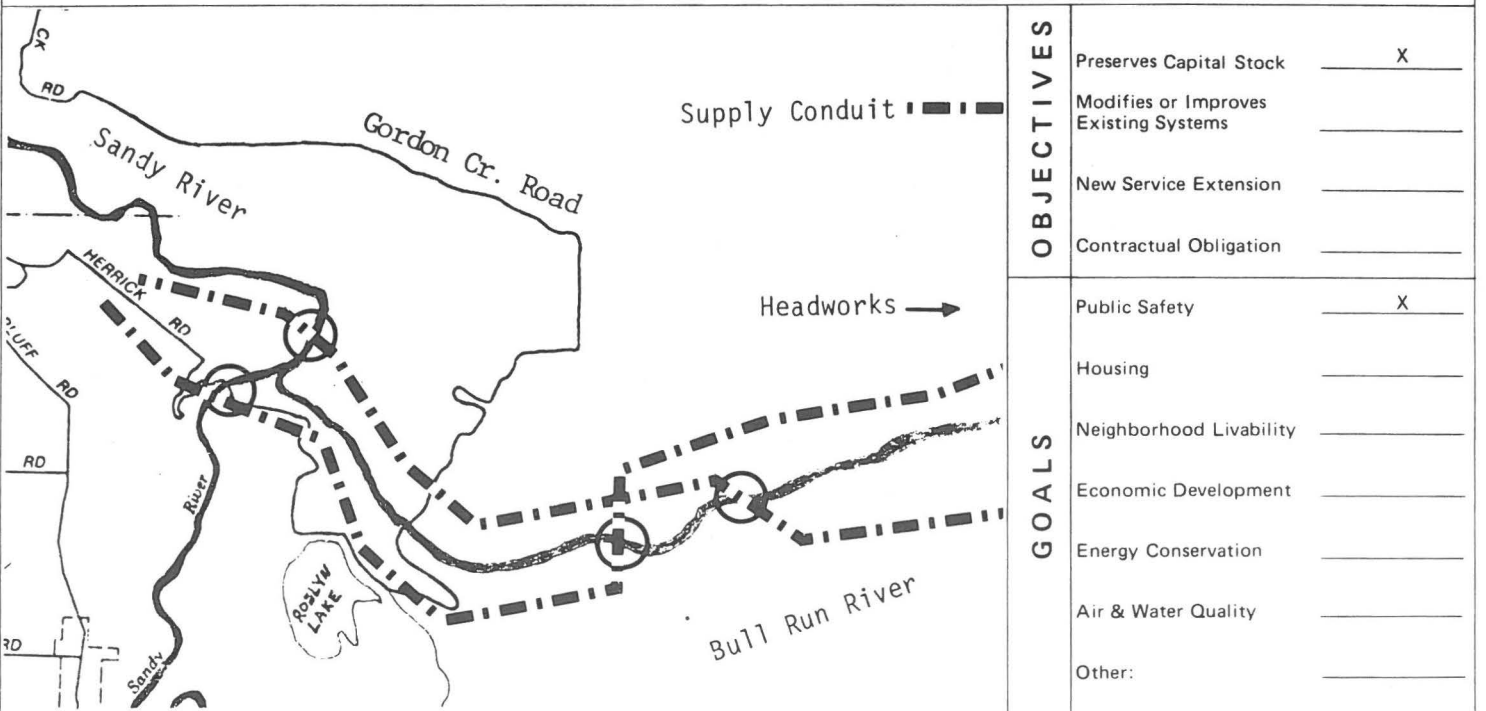 CK
RD
Sandy River
Gordon Cr. Road
Supply Conduit
HERRICK
RD
Headworks
BLUFF
RD
RD
River
ROSLYN
LAKE
Bull Run River
RD
Sandy
OBJECTIVES
Preserves Capital Stock X
Modifies or Improves
Existing Systems
New Service Extension
Contractual Obligation
GOALS
Public Safety X
Housing
Neighborhood Livability
Economic Development
Energy Conservation
Air & Water Quality
Other: